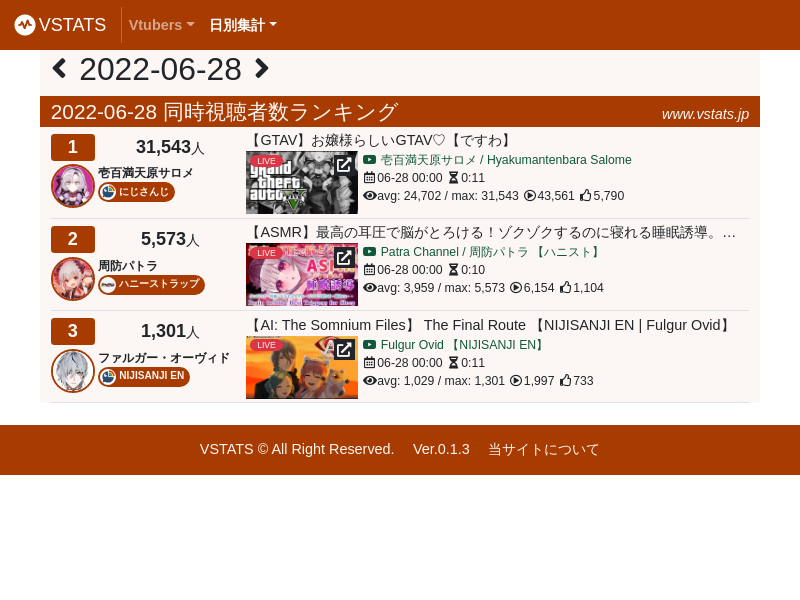 VSTATS Vtubers 日別集計
2022-06-28
2022-06-28 同時視聴者数ランキング www.vstats.jp
1 31,543人
壱百満天原サロメ
にじさんじ
【GTAV】お嬢様らしいGTAV♡【ですわ】
LIVE
grand theft auto V
壱百満天原サロメ / Hyakumantenbara Salome
06-28 00:00 0:11
avg: 24,702 / max: 31,543 43,561 5,790
2 5,573人
周防パトラ
ハニーストラップ
【ASMR】最高の耳圧で脳がとろける！ゾクゾクするのに寝れる睡眠誘導。…
LIVE
ASMR
睡眠誘導
Patra Channel / 周防パトラ 【ハニスト】
06-28 00:00 0:10
avg: 3,959 / max: 5,573 6,154 1,104
3 1,301人
ファルガー・オーヴィド
NIJISANJI EN
【AI: The Somnium Files】 The Final Route 【NIJISANJI EN | Fulgur Ovid】
LIVE
Fulgur Ovid 【NIJISANJI EN】
06-28 00:00 0:11
avg: 1,029 / max: 1,301 1,997 733
VSTATS © All Right Reserved. Ver.0.1.3 当サイトについて